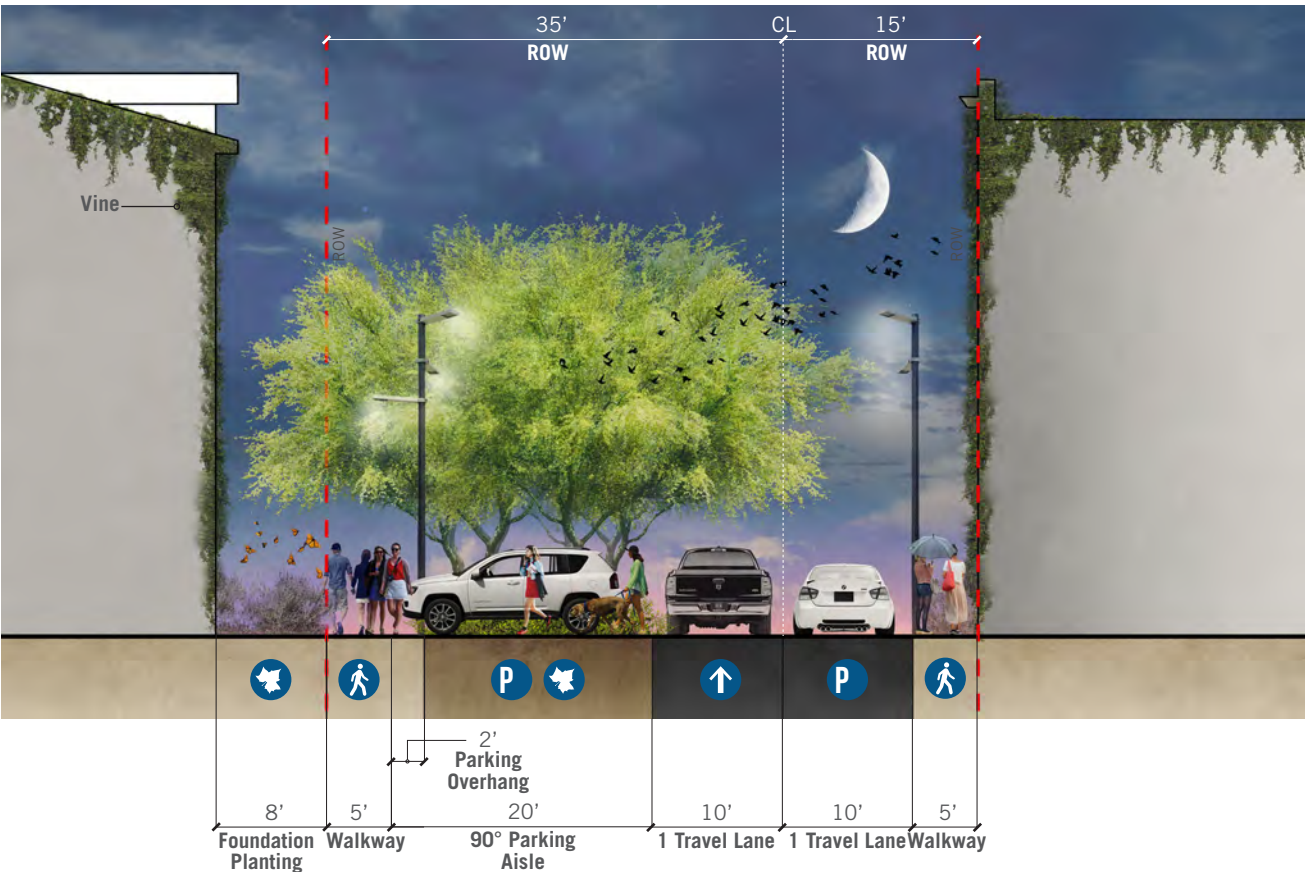 35’ CL 15’
ROW ROW
Vine
ROW ROW
P P
2’
Parking
Overhang
8’ 5’ 20’ 10’ 10’ 5’
Foundation Walkway 90° Parking 1 Travel Lane 1 Travel Lane Walkway
Planting Aisle